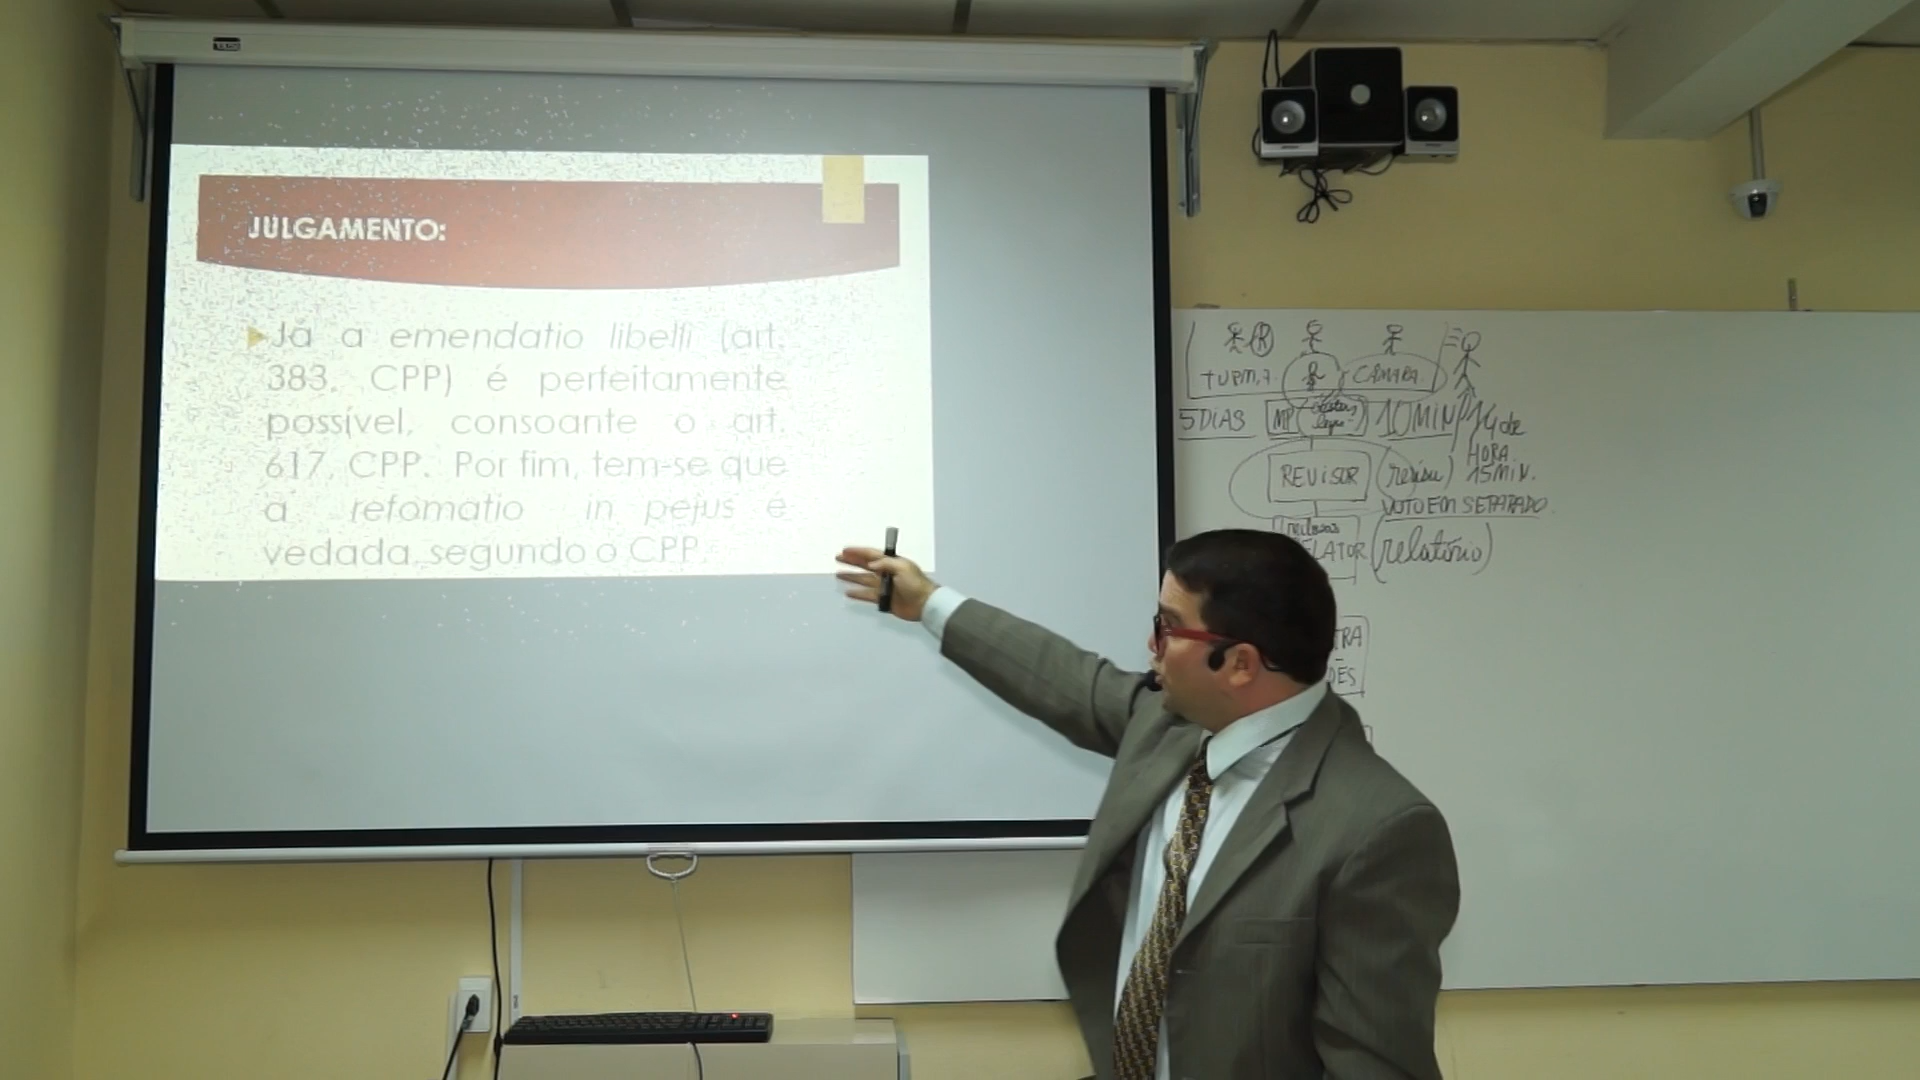 JULGAMENTO:
Já a emendatio libelli (art.
383, CPP) é perfeitamente
possível, consoante o art.
617, CPP. Por fim, tem-se que
a refomatio in pejus é
vedada, segundo o CPP.
TURMA CÂMARA
5 DIAS MP 10 MIN 1/4 de
HORA
REVISOR 15 MIN.
VOTO EM SEPARADO
RELATOR (relatório)